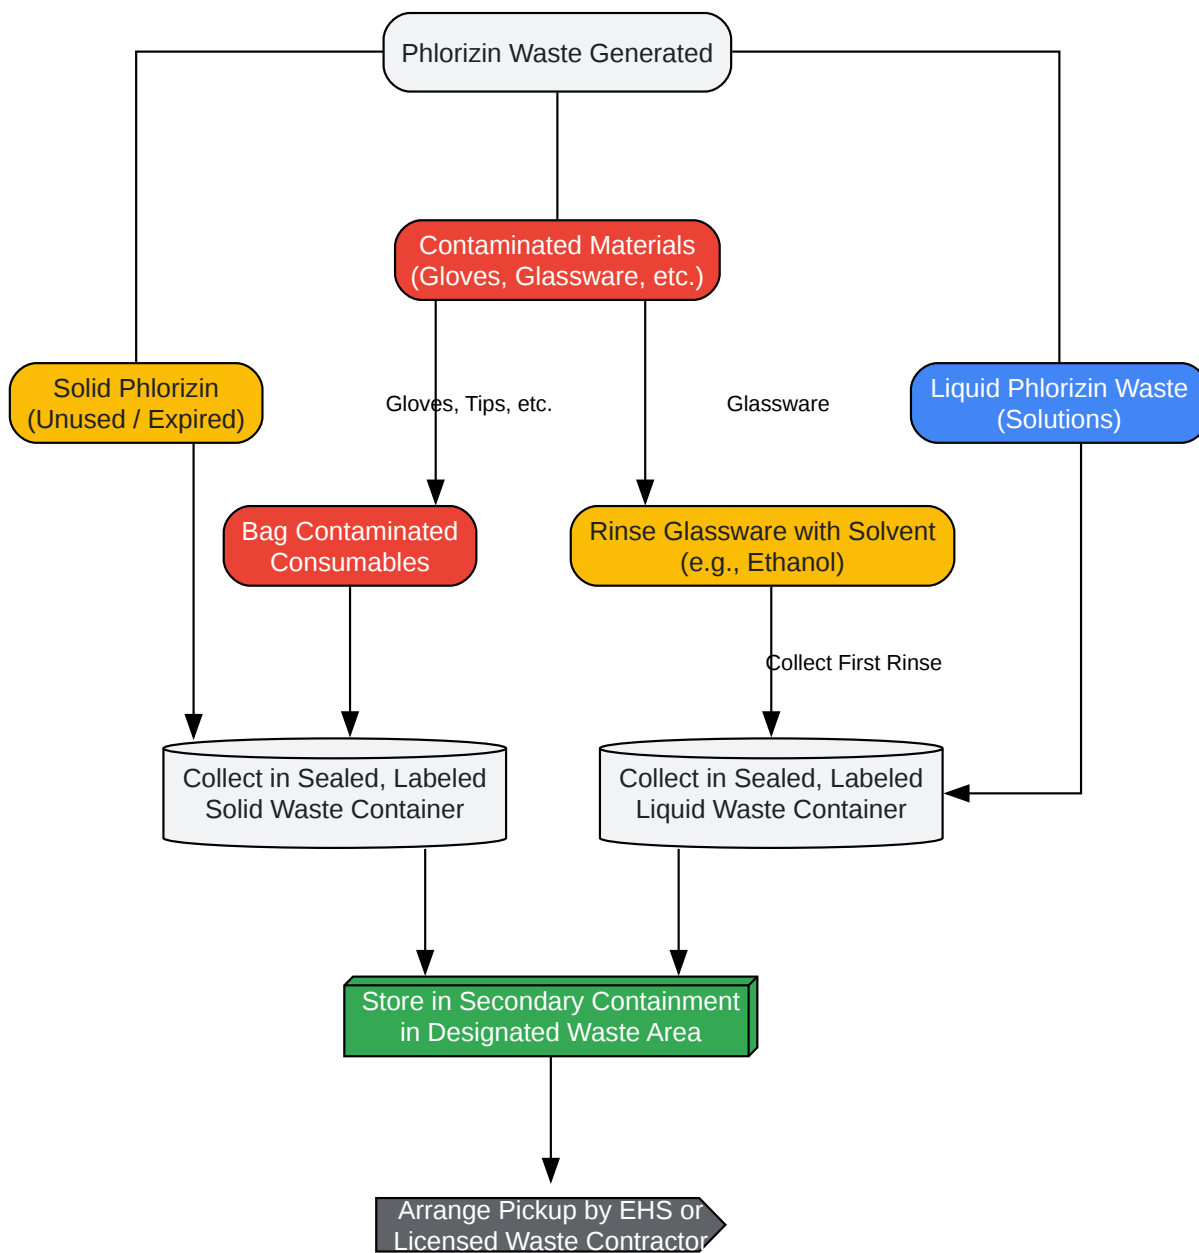 Phlorizin Waste Generated
Contaminated Materials
(Gloves, Glassware, etc.)
Solid Phlorizin
(Unused / Expired)
Gloves, Tips, etc.
Glassware
Liquid Phlorizin Waste
(Solutions)
Bag Contaminated
Consumables
Rinse Glassware with Solvent
(e.g., Ethanol)
Collect First Rinse
Collect in Sealed, Labeled
Solid Waste Container
Collect in Sealed, Labeled
Liquid Waste Container
Store in Secondary Containment
in Designated Waste Area
Arrange Pickup by EHS or
Licensed Waste Contractor